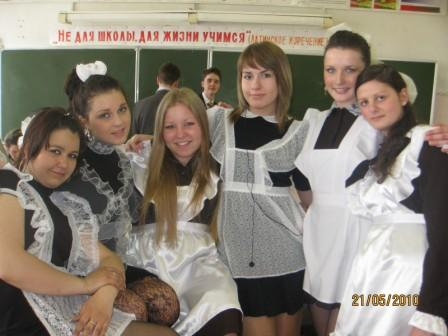 "Не для школы, для жизни учимся" (латинское изречение)
21/05/2010